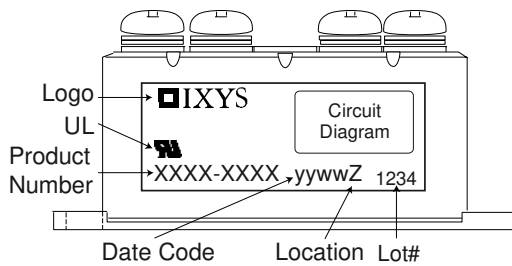 Logo
IXYS
Circuit
Diagram
UL
Product
Number
XXXX-XXXX yywwZ 1234
Date Code Location Lot#